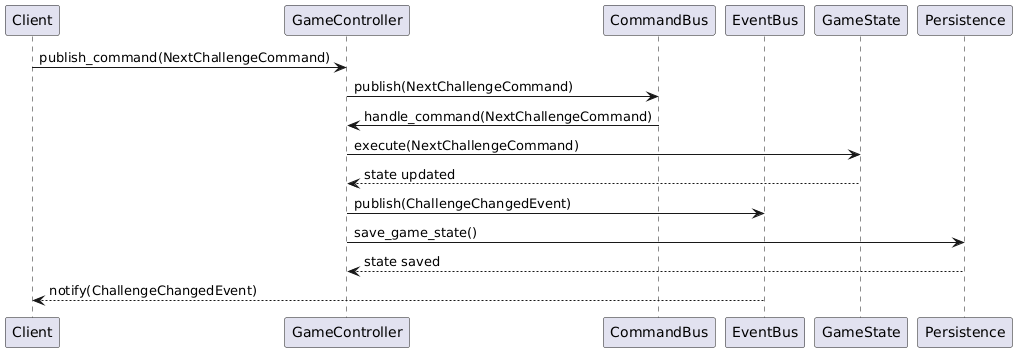 Client GameController CommandBus EventBus GameState Persistence
publish_command(NextChallengeCommand)
publish(NextChallengeCommand)
handle_command(NextChallengeCommand)
execute(NextChallengeCommand)
state updated
publish(ChallengeChangedEvent)
save_game_state()
state saved
notify(ChallengeChangedEvent)
Client GameController CommandBus EventBus GameState Persistence